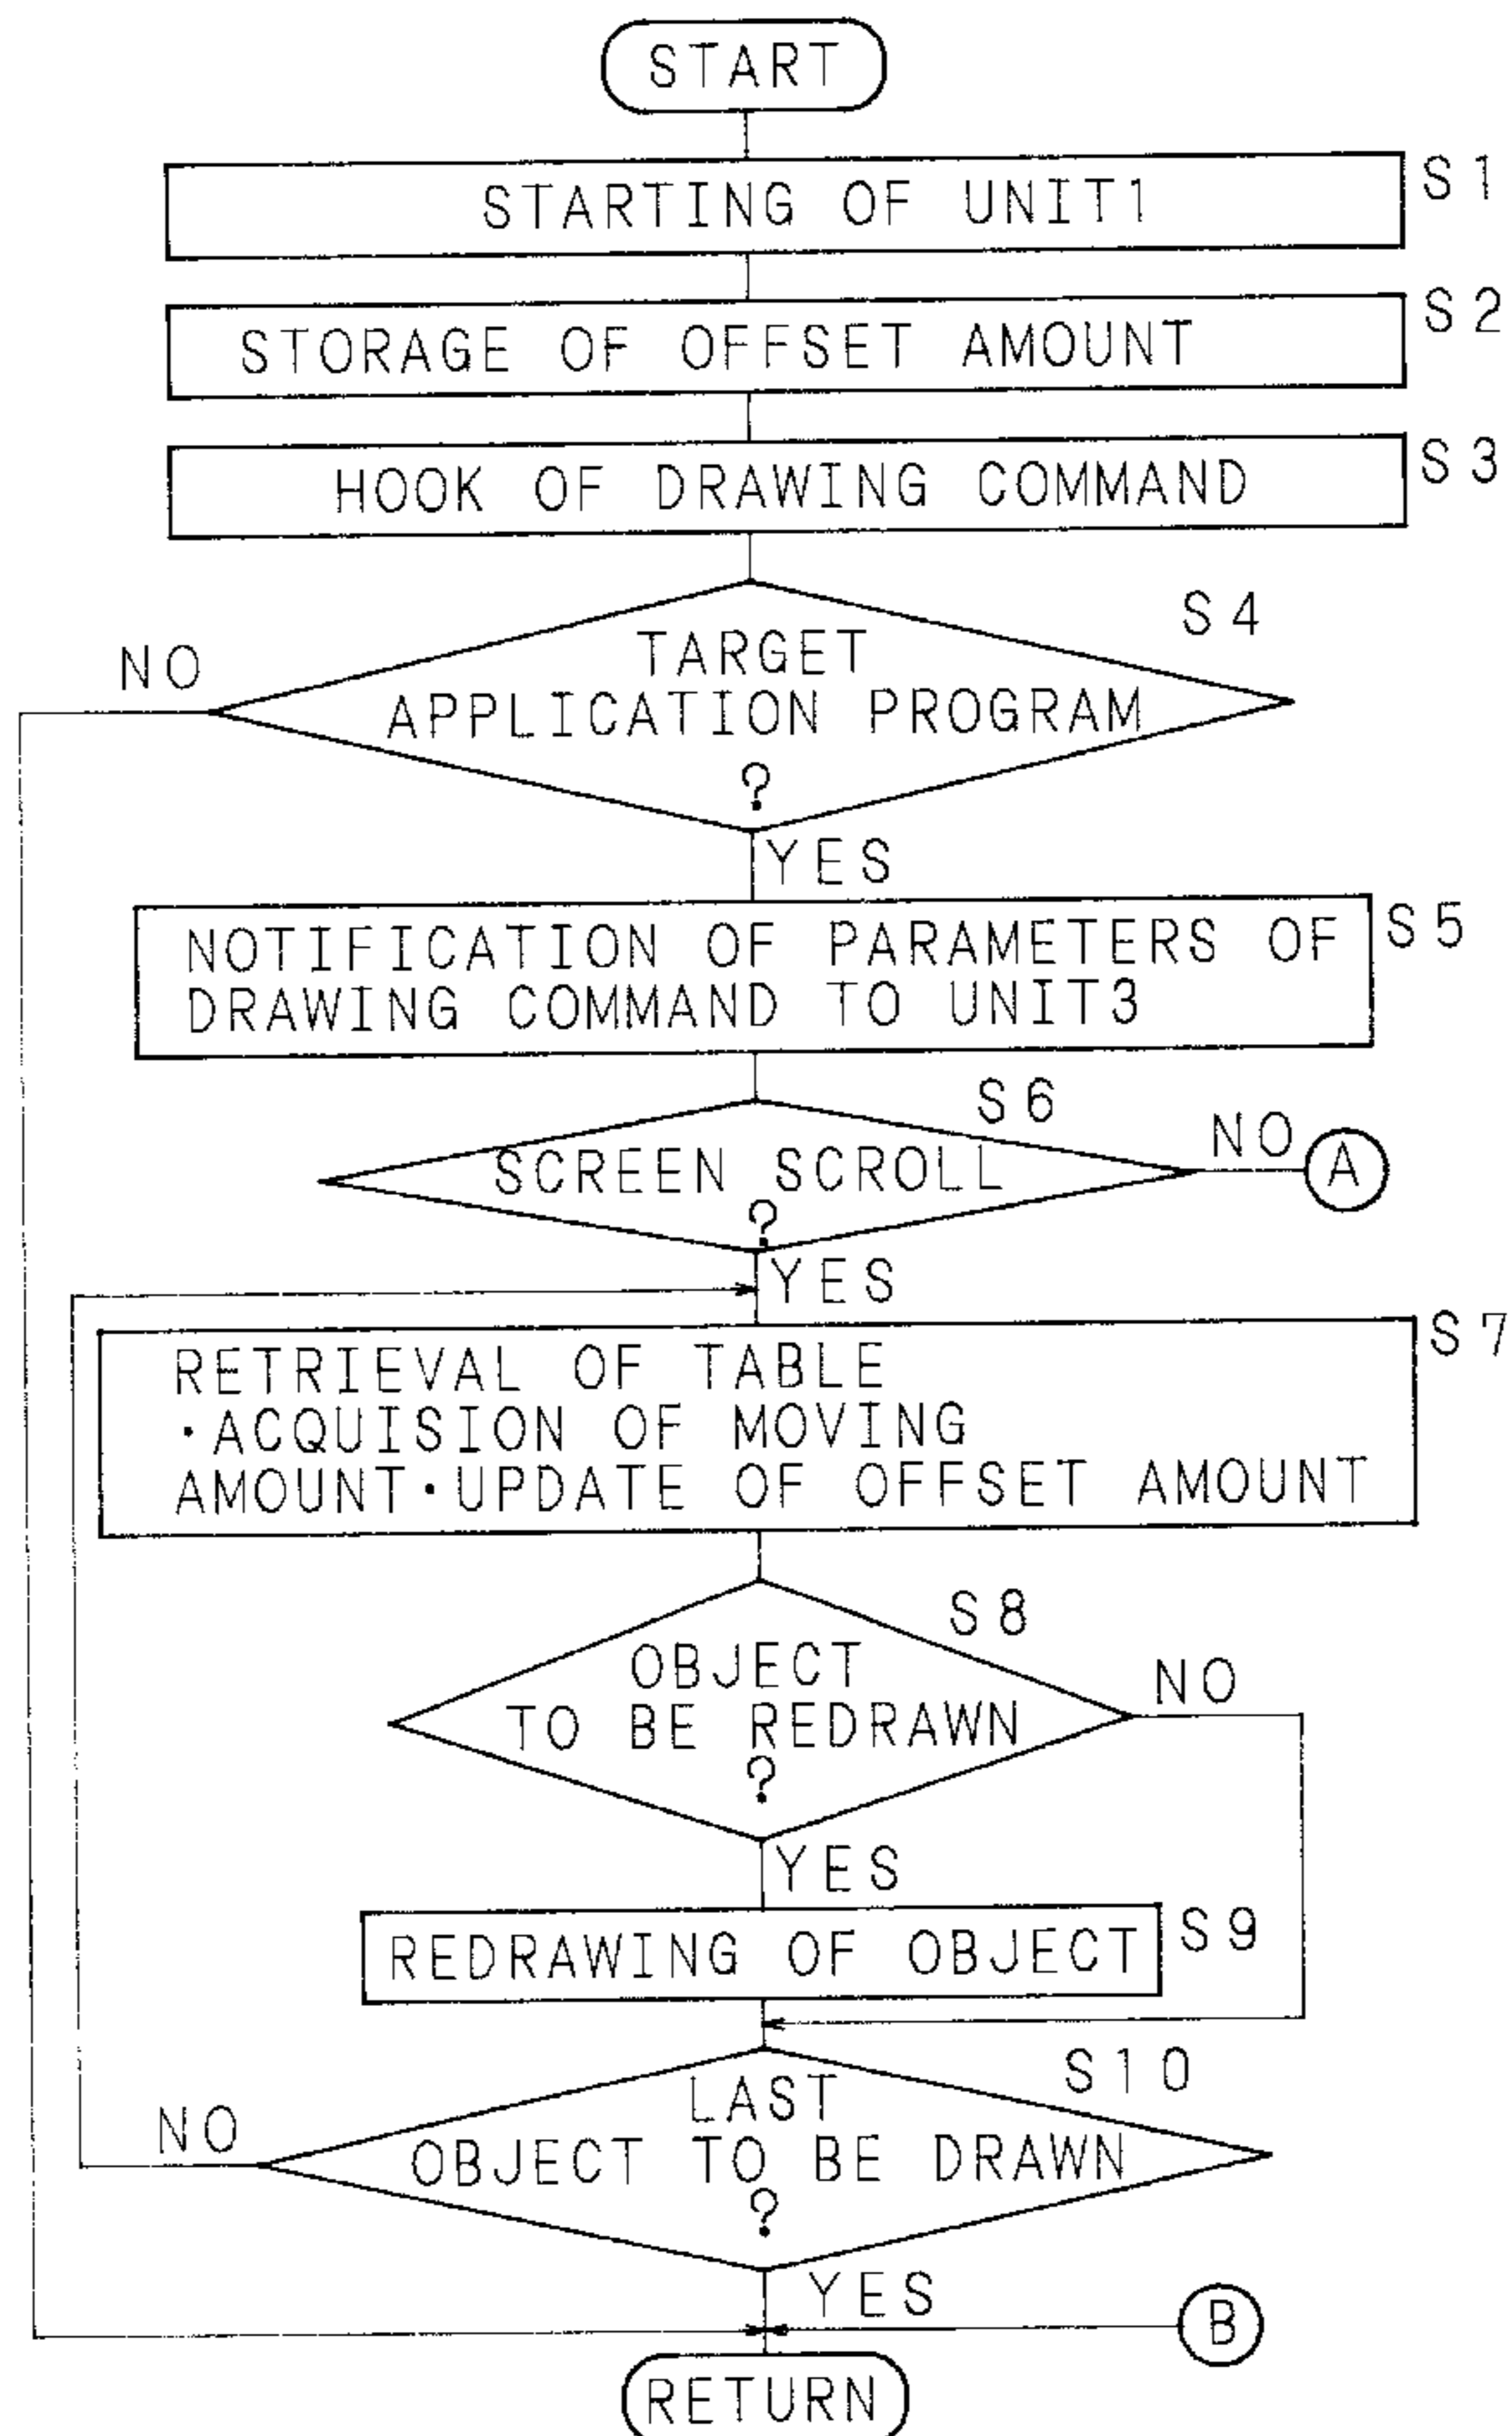 START
STARTING OF UNIT1
S1
STORAGE OF OFFSET AMOUNT
S2
HOOK OF DRAWING COMMAND
S3
S4
NO
TARGET
APPLICATION PROGRAM
?
YES
NOTIFICATION OF PARAMETERS OF
DRAWING COMMAND TO UNIT3
S5
S6
SCREEN SCROLL
?
NO
A
YES
S7
RETRIEVAL OF TABLE
·ACQUISION OF MOVING
AMOUNT·UPDATE OF OFFSET AMOUNT
S8
OBJECT
TO BE REDRAWN
?
NO
YES
REDRAWING OF OBJECT
S9
S10
NO
LAST
OBJECT TO BE DRAWN
?
YES
B
RETURN